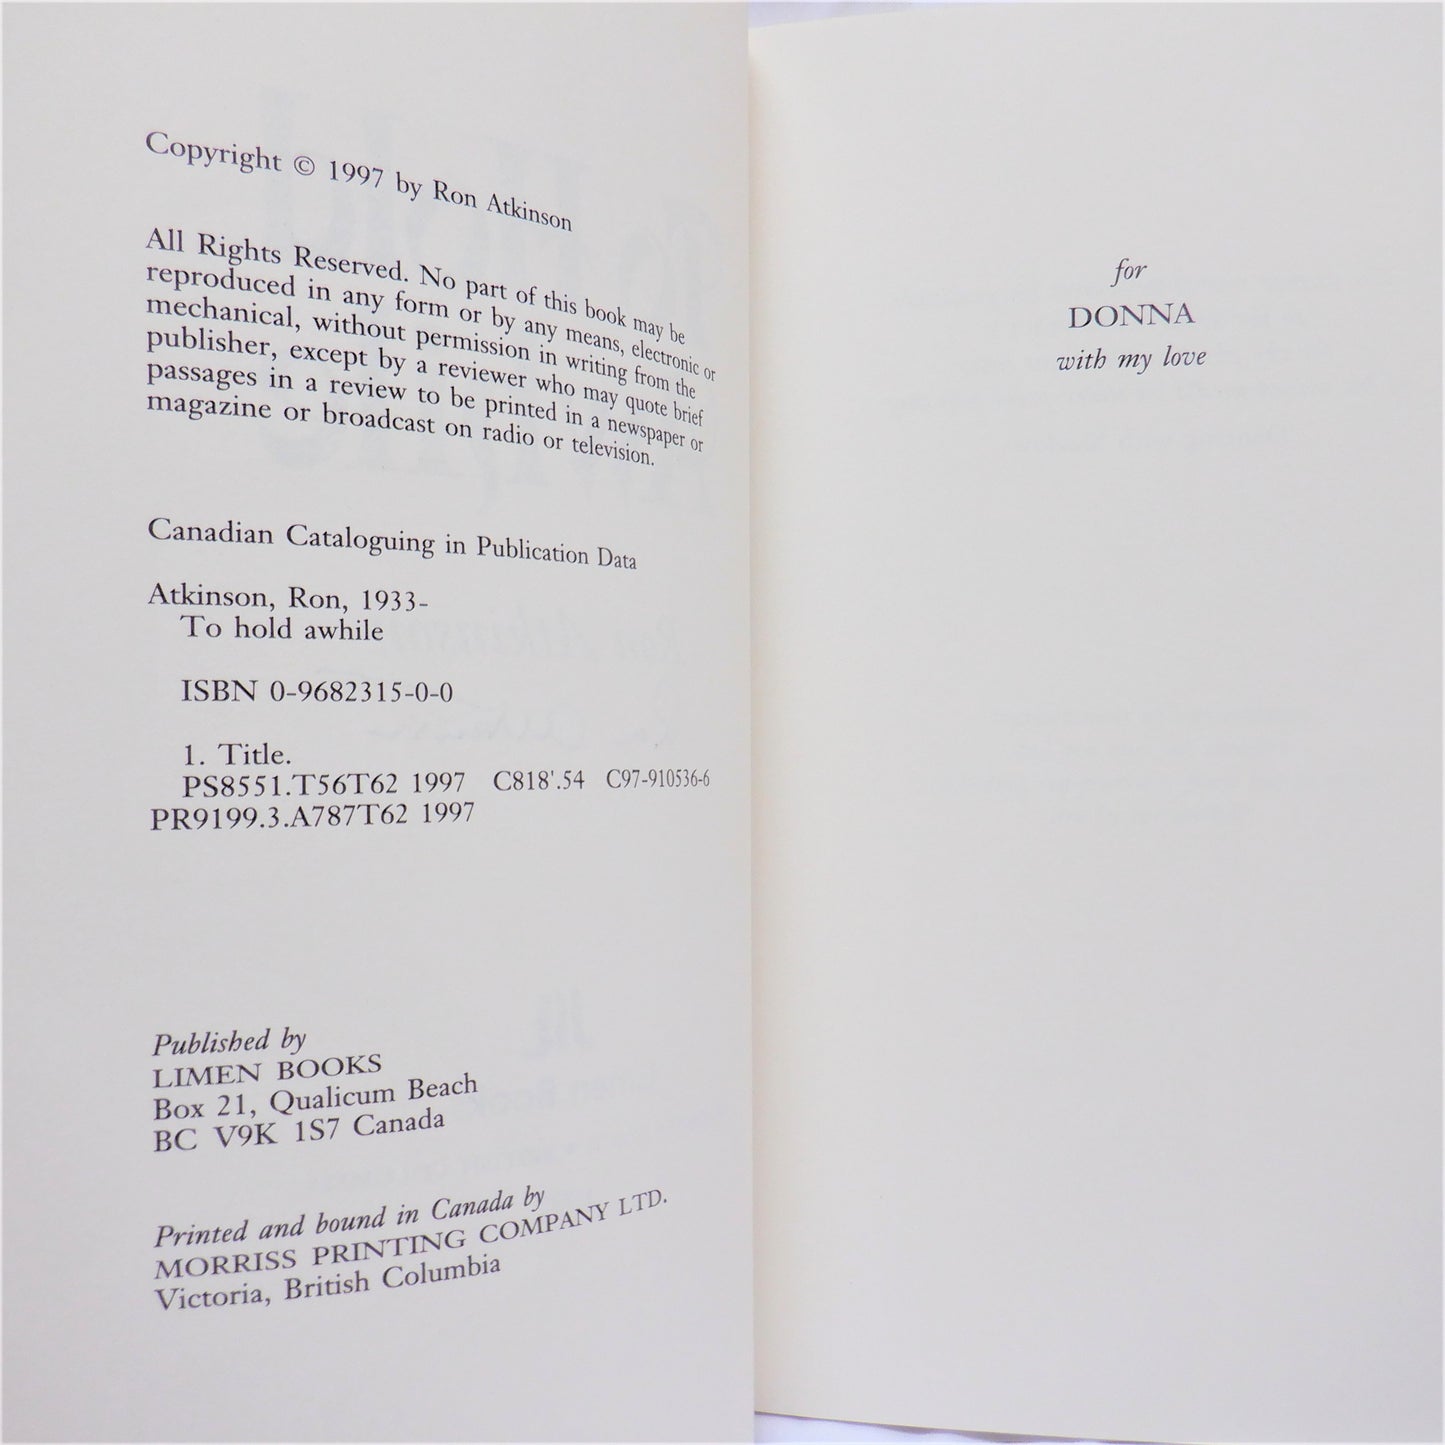 Copyright © 1997 by Ron Atkinson
All Rights Reserved. No part of this book may be
reproduced in any form or by any means, electronic or
mechanical, without permission in writing from the
publisher, except by a reviewer who may quote brief
passages in a review to be printed in a newspaper or
magazine or broadcast on radio or television.
Canadian Cataloguing in Publication Data
Atkinson, Ron, 1933-
To hold awhile
ISBN 0-9682315-0-0
1. Title.
PS8551.T56T62 1997 C818'.54 C97-910536-6
PR9199.3.A787T62 1997
Published by
LIMEN BOOKS
Box 21, Qualicum Beach
BC V9K 1S7 Canada
Printed and bound in Canada by
MORRISS PRINTING COMPANY LTD.
Victoria, British Columbia
for
DONNA
with my love